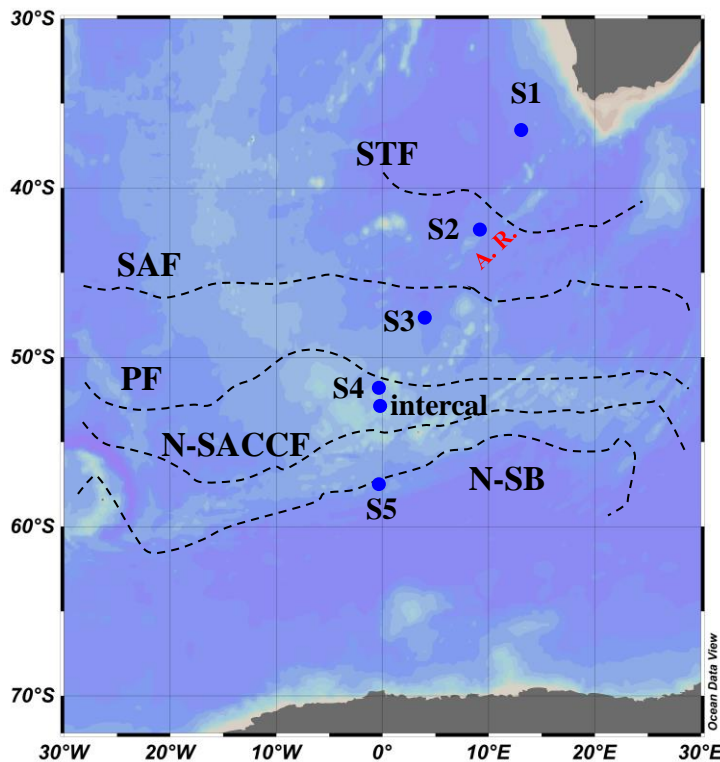 30°S
S1
STF
40°S
S2
A. R.
SAF
S3
50°S
PF
S4
intercal
N-SACCF
N-SB
S5
60°S
70°S
Ocean Data View
30°W
20°W
10°W
0°
10°E
20°E
30°E